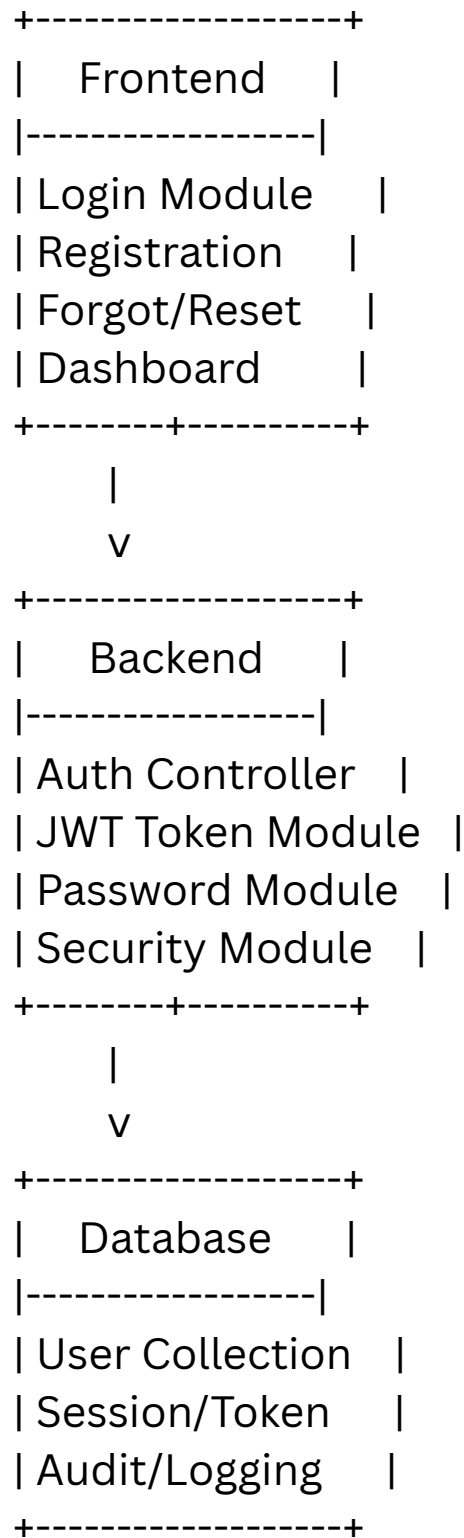 +-------------------+
|     Frontend      |
|------------------|
| Login Module      |
| Registration      |
| Forgot/Reset      |
| Dashboard         |
+--------+----------+
         |
         v
+-------------------+
|      Backend       |
|------------------|
| Auth Controller    |
| JWT Token Module   |
| Password Module    |
| Security Module    |
+--------+----------+
         |
         v
+-------------------+
|     Database       |
|------------------|
| User Collection    |
| Session/Token      |
| Audit/Logging      |
+-------------------+